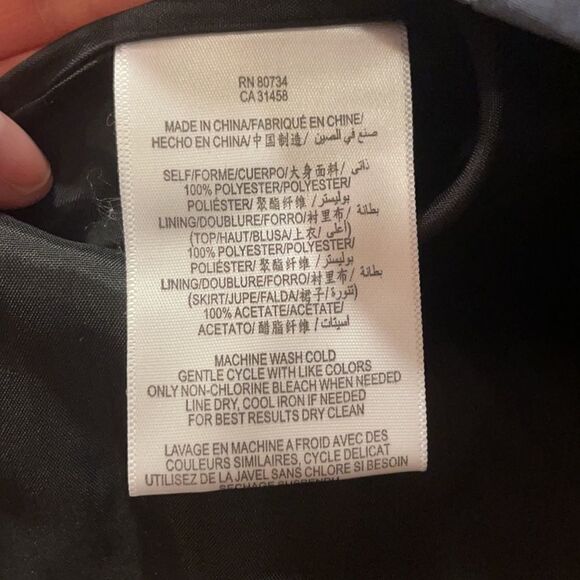 RN 80734
CA 31458
MADE IN CHINA/FABRIQUÉ EN CHINE/
HECHO EN CHINA/中国制造/ صنع في الصين
SELF/FORME/CUERPO/大身面料/ ذاتي
100% POLYESTER/POLYESTER/
POLIÉSTER/聚酯纤维/ بوليستر
LINING/DOUBLURE/FORRO/衬里布/ بطانة
(TOP/HAUT/BLUSA/上衣/ أعلى)
100% POLYESTER/POLYESTER/
POLIÉSTER/聚酯纤维/ بوليستر
LINING/DOUBLURE/FORRO/衬里布/ بطانة
(SKIRT/JUPE/FALDA/裙子/ تنورة)
100% ACETATE/ACÉTATE/
ACETATO/醋酯纤维/ أسيتات
MACHINE WASH COLD
GENTLE CYCLE WITH LIKE COLORS
ONLY NON-CHLORINE BLEACH WHEN NEEDED
LINE DRY, COOL IRON IF NEEDED
FOR BEST RESULTS DRY CLEAN
LAVAGE EN MACHINE A FROID AVEC DES
COULEURS SIMILAIRES, CYCLE DELICAT
UTILISEZ DE LA JAVEL SANS CHLORE SI BESOIN